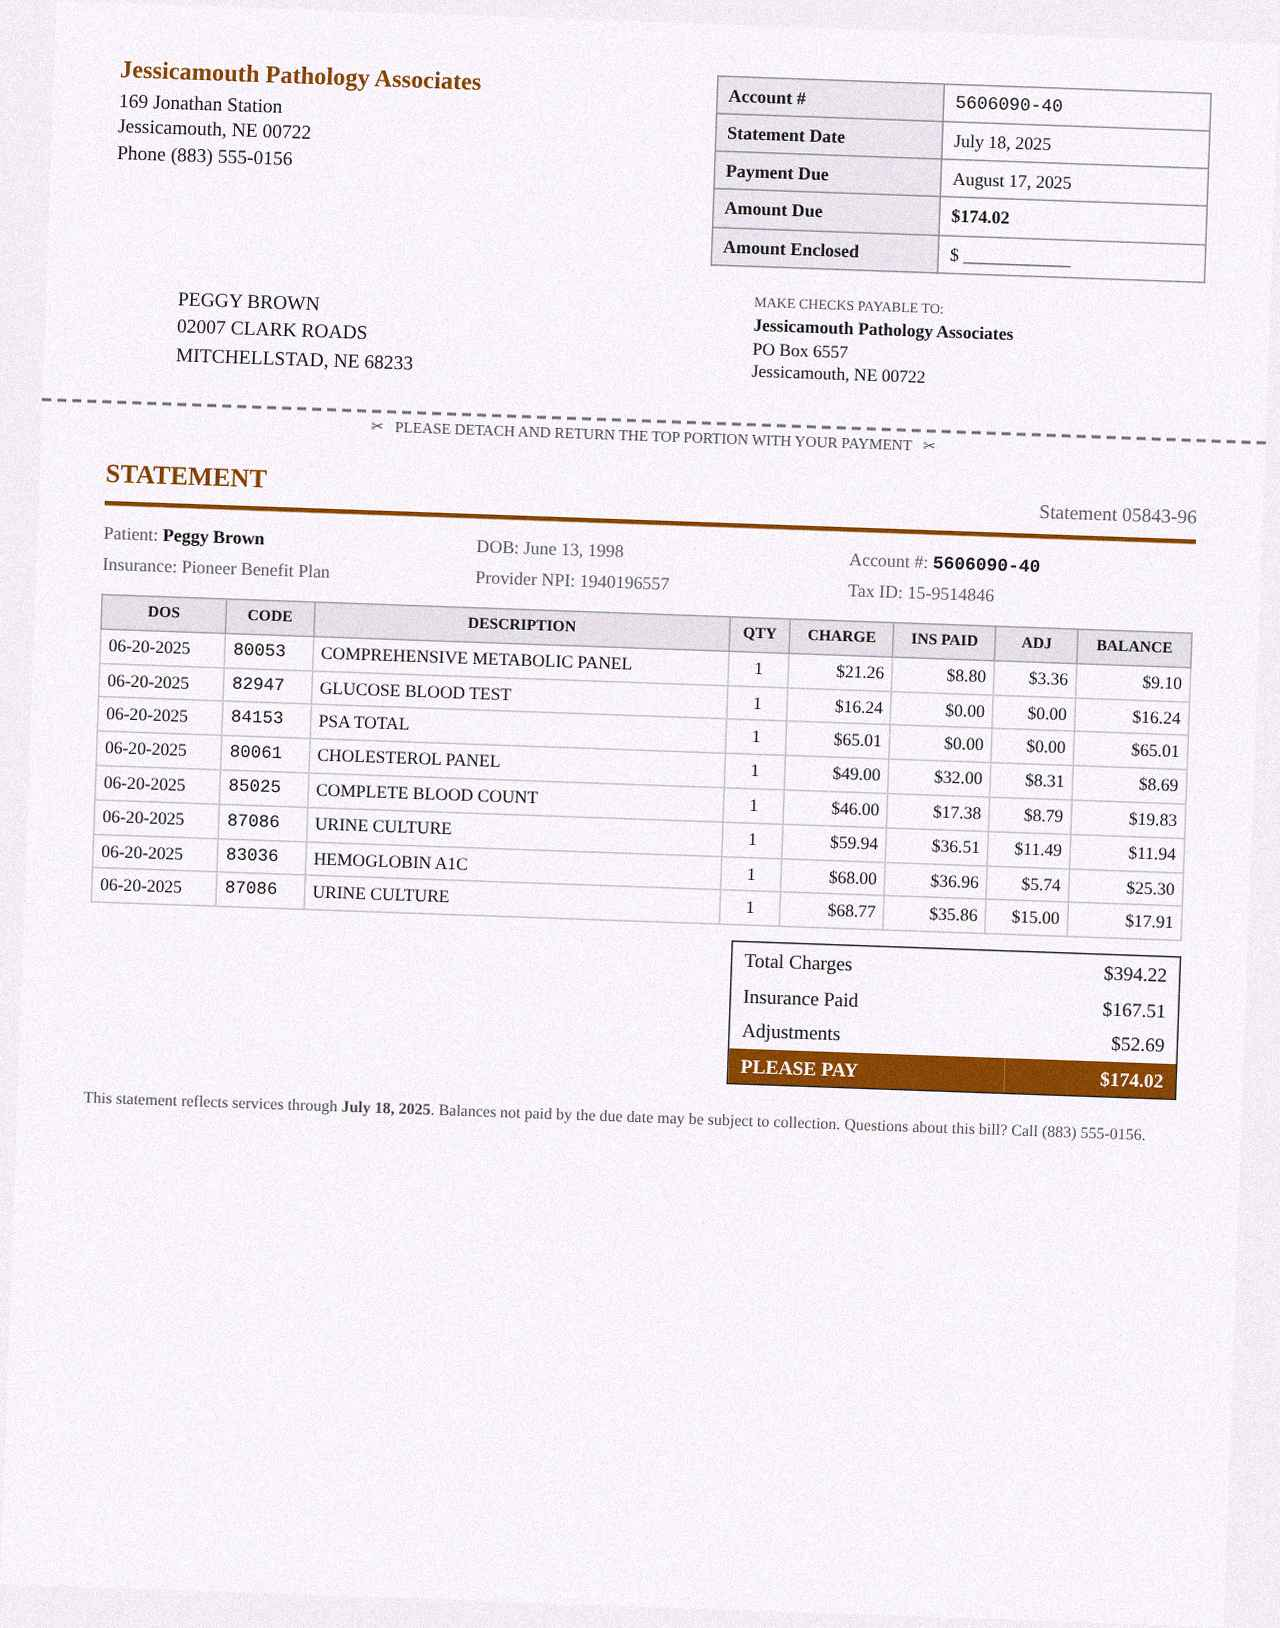 Jessicamouth Pathology Associates
169 Jonathan Station
Jessicamouth, NE 00722
Phone (883) 555-0156
Account # 5606090-40
Statement Date July 18, 2025
Payment Due August 17, 2025
Amount Due $174.02
Amount Enclosed $ ____________
PEGGY BROWN
02007 CLARK ROADS
MITCHELLSTAD, NE 68233
MAKE CHECKS PAYABLE TO:
Jessicamouth Pathology Associates
PO Box 6557
Jessicamouth, NE 00722
✂ PLEASE DETACH AND RETURN THE TOP PORTION WITH YOUR PAYMENT ✂
STATEMENT
Statement 05843-96
Patient: Peggy Brown DOB: June 13, 1998 Account #: 5606090-40
Insurance: Pioneer Benefit Plan Provider NPI: 1940196557 Tax ID: 15-9514846
DOS CODE DESCRIPTION QTY CHARGE INS PAID ADJ BALANCE
06-20-2025 80053 COMPREHENSIVE METABOLIC PANEL 1 $21.26 $8.80 $3.36 $9.10
06-20-2025 82947 GLUCOSE BLOOD TEST 1 $16.24 $0.00 $0.00 $16.24
06-20-2025 84153 PSA TOTAL 1 $65.01 $0.00 $0.00 $65.01
06-20-2025 80061 CHOLESTEROL PANEL 1 $49.00 $32.00 $8.31 $8.69
06-20-2025 85025 COMPLETE BLOOD COUNT 1 $46.00 $17.38 $8.79 $19.83
06-20-2025 87086 URINE CULTURE 1 $59.94 $36.51 $11.49 $11.94
06-20-2025 83036 HEMOGLOBIN A1C 1 $68.00 $36.96 $5.74 $25.30
06-20-2025 87086 URINE CULTURE 1 $68.77 $35.86 $15.00 $17.91
Total Charges $394.22
Insurance Paid $167.51
Adjustments $52.69
PLEASE PAY $174.02
This statement reflects services through July 18, 2025. Balances not paid by the due date may be subject to collection. Questions about this bill? Call (883) 555-0156.